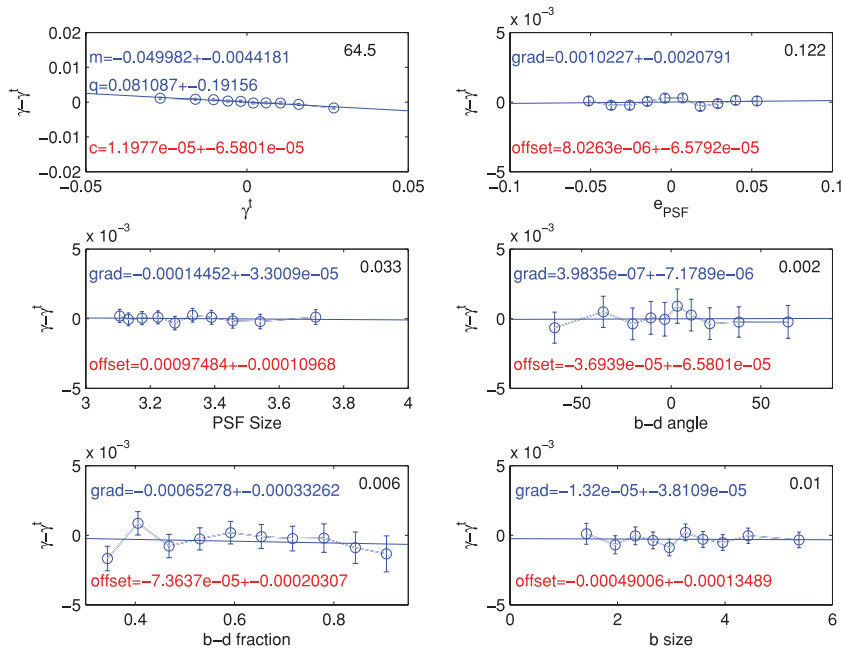 0.02
0.01
0
−0.01
−0.02
−0.05
0
0.05
γ−γᵗ
γᵗ
m=−0.049982+−0.0044181
64.5
q=0.081087+−0.19156
c=1.1977e−05+−6.5801e−05
x 10⁻³
5
0
−5
−0.1
−0.05
0
0.05
0.1
γ−γᵗ
e_PSF
grad=0.0010227+−0.0020791
0.122
offset=8.0263e−06+−6.5792e−05
x 10⁻³
5
0
−5
3
3.2
3.4
3.6
3.8
4
γ−γᵗ
PSF Size
grad=−0.00014452+−3.3009e−05
0.033
offset=0.00097484+−0.00010968
x 10⁻³
5
0
−5
−50
0
50
γ−γᵗ
b−d angle
grad=3.9835e−07+−7.1789e−06
0.002
offset=−3.6939e−05+−6.5801e−05
x 10⁻³
5
0
−5
0.4
0.6
0.8
γ−γᵗ
b−d fraction
grad=−0.00065278+−0.00033262
0.006
offset=−7.3637e−05+−0.00020307
x 10⁻³
5
0
−5
0
2
4
6
γ−γᵗ
b size
grad=−1.32e−05+−3.8109e−05
0.01
offset=−0.00049006+−0.00013489